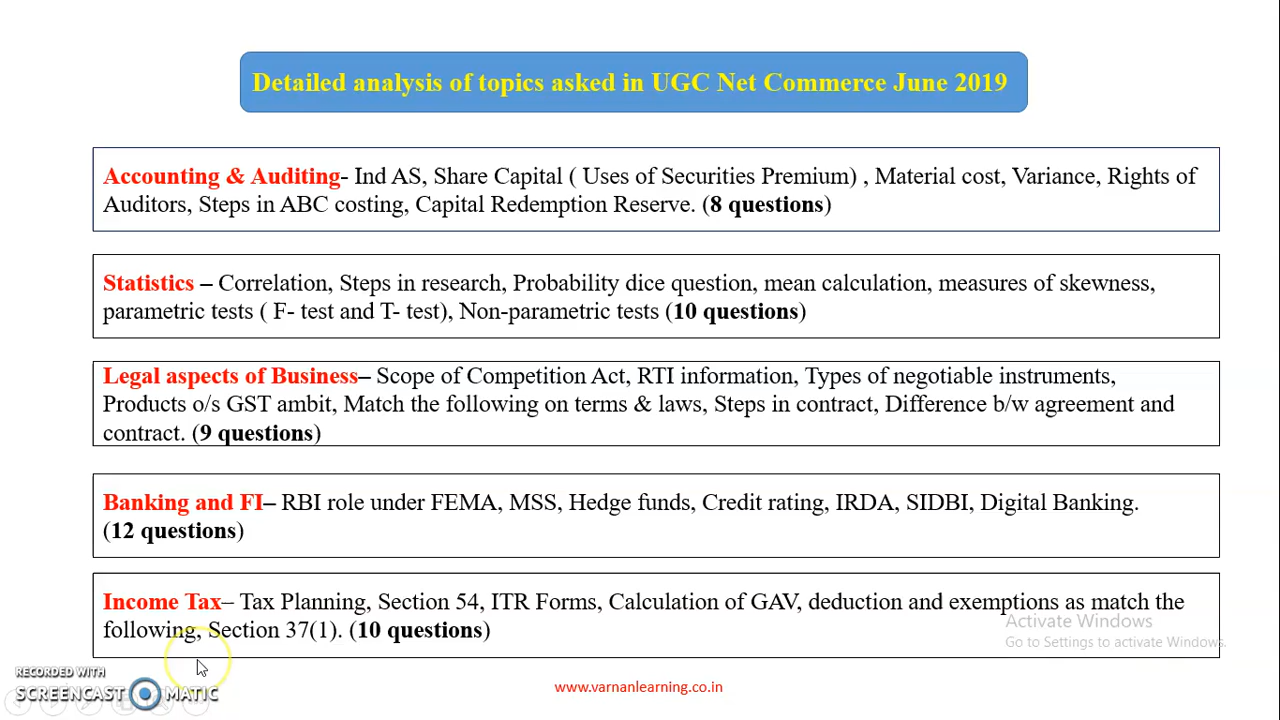 Detailed analysis of topics asked in UGC Net Commerce June 2019
Accounting & Auditing- Ind AS, Share Capital ( Uses of Securities Premium) , Material cost, Variance, Rights of
Auditors, Steps in ABC costing, Capital Redemption Reserve. (8 questions)
Statistics – Correlation, Steps in research, Probability dice question, mean calculation, measures of skewness,
parametric tests ( F- test and T- test), Non-parametric tests (10 questions)
Legal aspects of Business– Scope of Competition Act, RTI information, Types of negotiable instruments,
Products o/s GST ambit, Match the following on terms & laws, Steps in contract, Difference b/w agreement and
contract. (9 questions)
Banking and FI– RBI role under FEMA, MSS, Hedge funds, Credit rating, IRDA, SIDBI, Digital Banking.
(12 questions)
Income Tax– Tax Planning, Section 54, ITR Forms, Calculation of GAV, deduction and exemptions as match the
following, Section 37(1). (10 questions)
Activate Windows
Go to Settings to activate Windows.
RECORDED WITH
SCREENCAST MATIC
www.varnanlearning.co.in